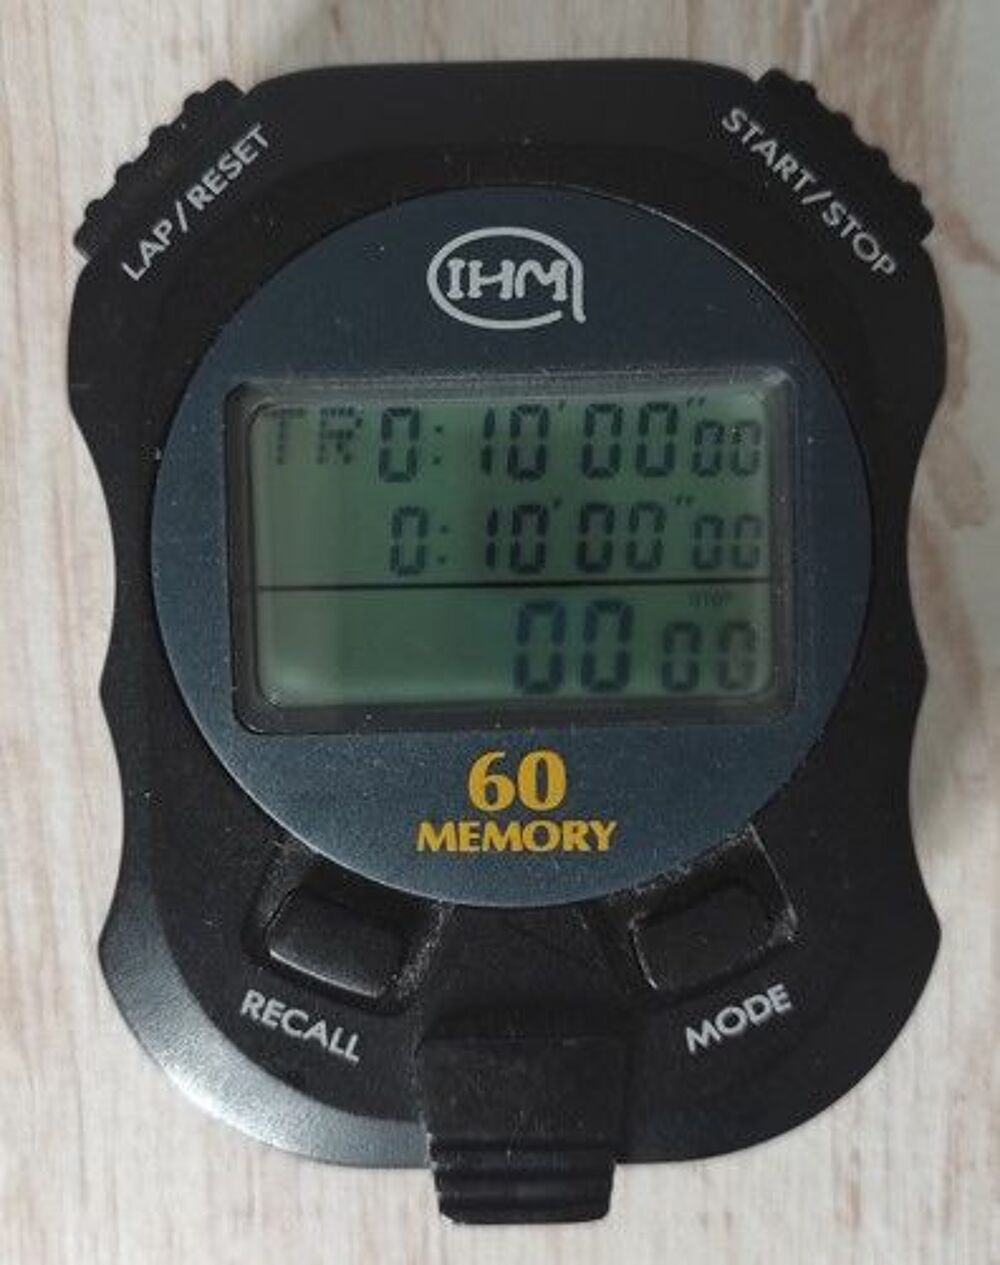 LAP/RESET
START/STOP
IHM
TR 0:10'00"00
0:10'00"00
STOP
00 00
60
MEMORY
RECALL
MODE